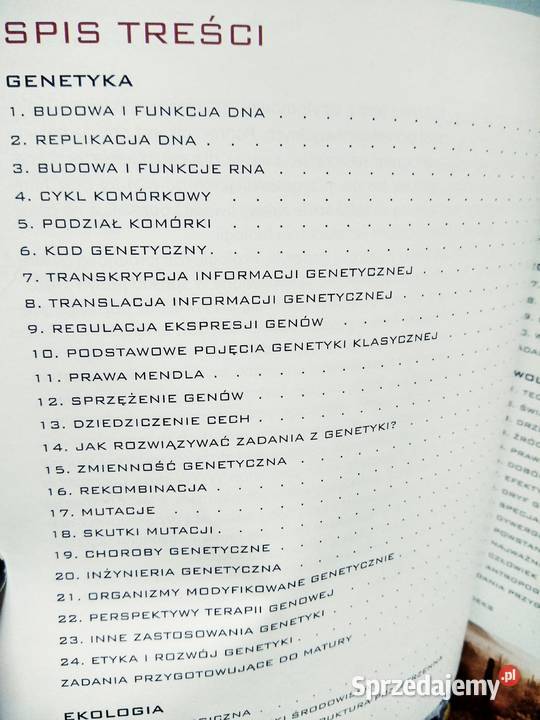 SPIS TREŚCI
GENETYKA
1. BUDOWA I FUNKCJA DNA
2. REPLIKACJA DNA
3. BUDOWA I FUNKCJE RNA
4. CYKL KOMÓRKOWY
5. PODZIAŁ KOMÓRKI
6. KOD GENETYCZNY
7. TRANSKRYPCJA INFORMACJI GENETYCZNEJ
8. TRANSLACJA INFORMACJI GENETYCZNEJ
9. REGULACJA EKSPRESJI GENÓW
10. PODSTAWOWE POJĘCIA GENETYKI KLASYCZNEJ
11. PRAWA MENDLA
12. SPRZĘŻENIE GENÓW
13. DZIEDZICZENIE CECH
14. JAK ROZWIĄZYWAĆ ZADANIA Z GENETYKI?
15. ZMIENNOŚĆ GENETYCZNA
16. REKOMBINACJA
17. MUTACJE
18. SKUTKI MUTACJI
19. CHOROBY GENETYCZNE
20. INŻYNIERIA GENETYCZNA
21. ORGANIZMY MODYFIKOWANE GENETYCZNIE
22. PERSPEKTYWY TERAPII GENOWEJ
23. INNE ZASTOSOWANIA GENETYKI
24. ETYKA I ROZWÓJ GENETYKI
ZADANIA PRZYGOTOWUJĄCE DO MATURY
EKOLOGIA
Sprzedajemy.pl